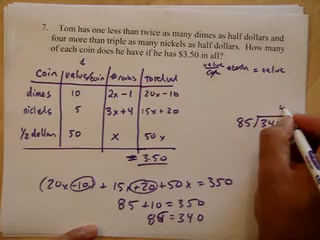 7. Tom has one less than twice as many dimes as half dollars and
four more than triple as many nickels as half dollars. How many
of each coin does he have if he has $3.50 in all?
value/coin · #coin = value
¢
coin value/coin # coins Total value
dimes 10 2x-1 20x-10
nickels 5 3x+4 15x+20
½ dollar 50 x 50x
= 3.50
(20x-10) + 15x+20 + 50x = 350
85 +10 = 350
85 = 340
85)34